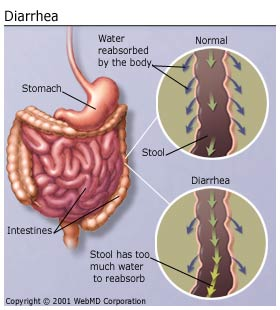 Diarrhea
Water
reabsorbed
by the body
Normal
Stomach
Stool
Diarrhea
Intestines
Stool has too
much water
to reabsorb
Copyright © 2001 WebMD Corporation